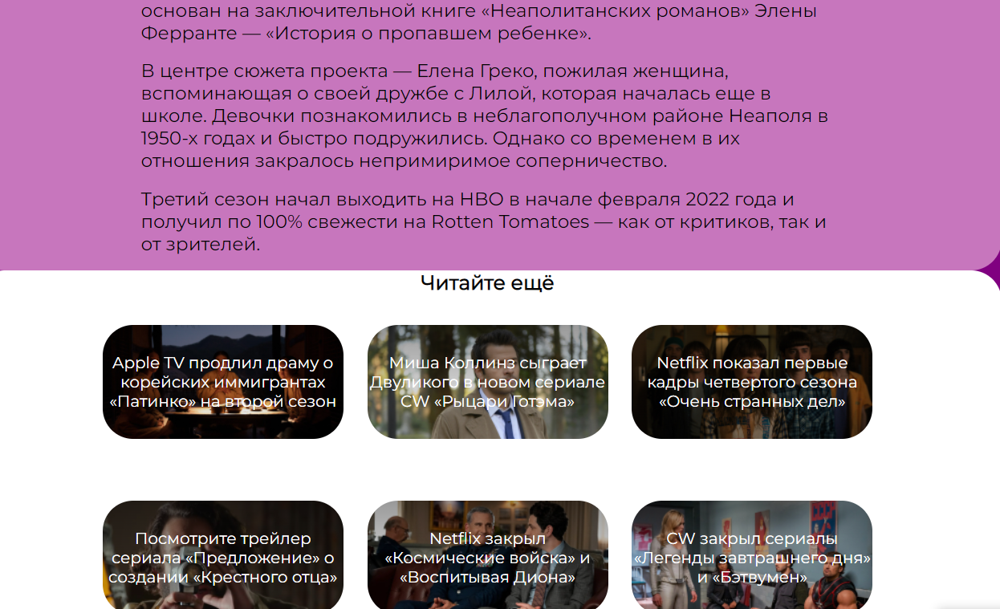 основан на заключительной книге «Неаполитанских романов» Элены
Ферранте — «История о пропавшем ребенке».
В центре сюжета проекта — Елена Греко, пожилая женщина,
вспоминающая о своей дружбе с Лилой, которая началась еще в
школе. Девочки познакомились в неблагополучном районе Неаполя в
1950-х годах и быстро подружились. Однако со временем в их
отношения закралось непримиримое соперничество.
Третий сезон начал выходить на HBO в начале февраля 2022 года и
получил по 100% свежести на Rotten Tomatoes — как от критиков, так и
от зрителей.
Читайте ещё
Apple TV продлил драму о
корейских иммигрантах
«Патинко» на второй сезон
Миша Коллинз сыграет
Двуликого в новом сериале
CW «Рыцари Готэма»
Netflix показал первые
кадры четвертого сезона
«Очень странных дел»
Посмотрите трейлер
сериала «Предложение» о
создании «Крестного отца»
Netflix закрыл
«Космические войска» и
«Воспитывая Диона»
CW закрыл сериалы
«Легенды завтрашнего дня»
и «Бэтвумен»